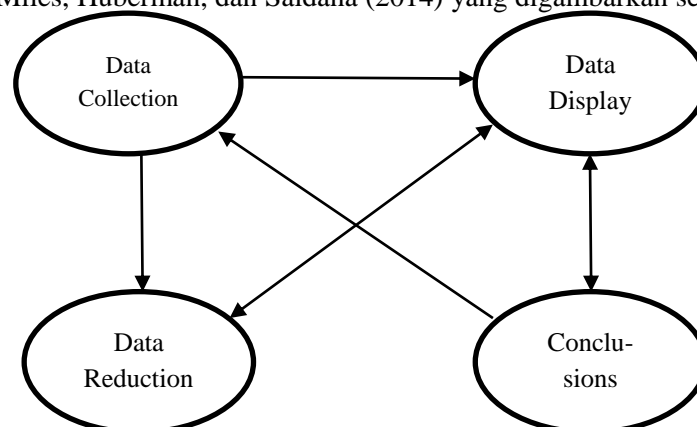 Miles, Huberman, dan Saldana (2014) yang digambarkan se
Data
Collection
Data
Display
Data
Reduction
Conclu-
sions